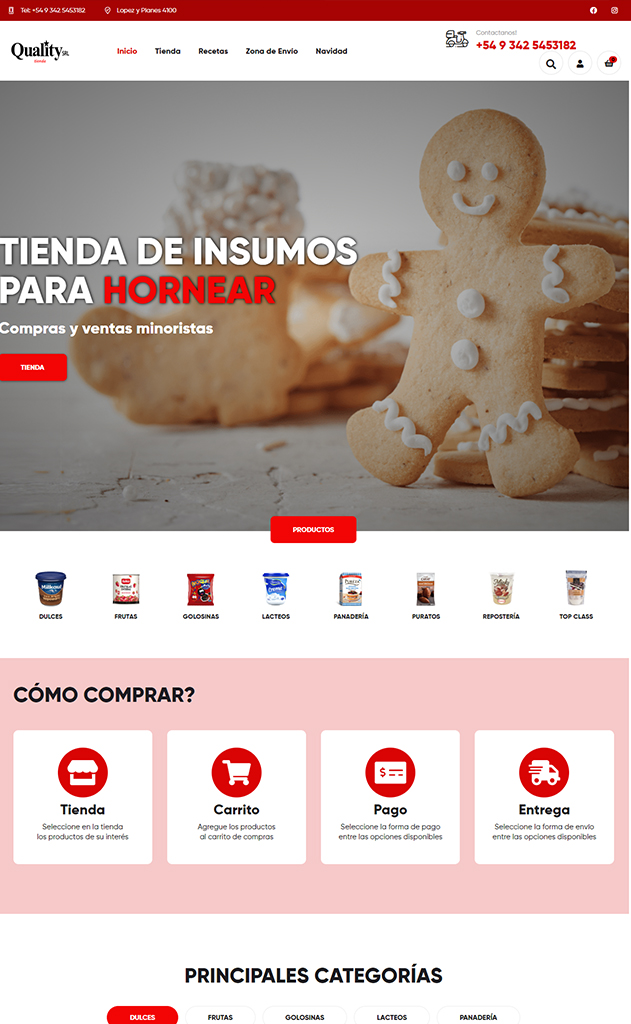 Tel: +54 9 342 5453182
Lopez y Planes 4100
Quality SRL
tienda
Inicio
Tienda
Recetas
Zona de Envío
Navidad
Contactanos!
+54 9 342 5453182
TIENDA DE INSUMOS
PARA HORNEAR
Compras y ventas minoristas
TIENDA
PRODUCTOS
Milkaut
DULCES
FRUTAS
GOLOSINAS
LACTEOS
PANADERÍA
PURATOS
REPOSTERÍA
TOP CLASS
CÓMO COMPRAR?
Tienda
Seleccione en la tienda
los productos de su interés
Carrito
Agregue los productos
al carrito de compras
Pago
Seleccione la forma de pago
entre las opciones disponibles
Entrega
Seleccione la forma de envío
entre las opciones disponibles
PRINCIPALES CATEGORÍAS
DULCES
FRUTAS
GOLOSINAS
LACTEOS
PANADERÍA